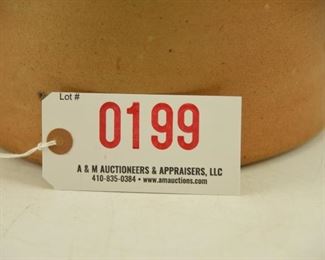 Lot #
0199
A & M AUCTIONEERS & APPRAISERS, LLC
410-835-0384 • www.amauctions.com